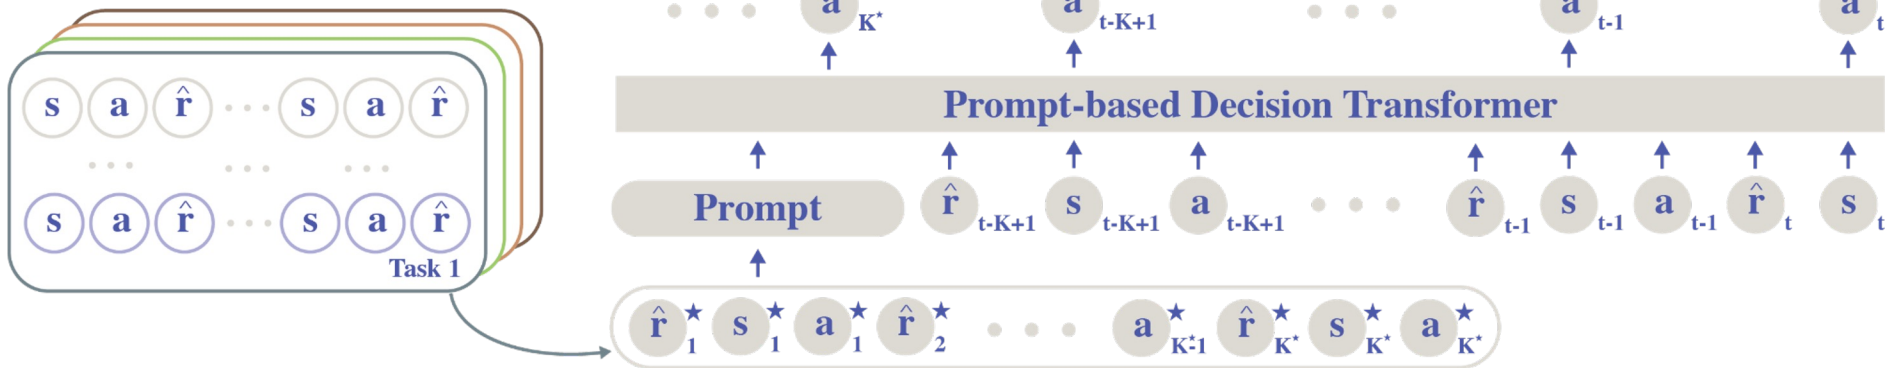 s a r̂ ... s a r̂
... ... ...
s a r̂ ... s a r̂
Task 1
... a K* a t-K+1 ... a t-1 a t
Prompt-based Decision Transformer
Prompt r̂ t-K+1 s t-K+1 a t-K+1 ... r̂ t-1 s t-1 a t-1 r̂ t s t
r̂★1 s★1 a★1 r̂★2 ... a★K*-1 r̂★K* s★K* a★K*